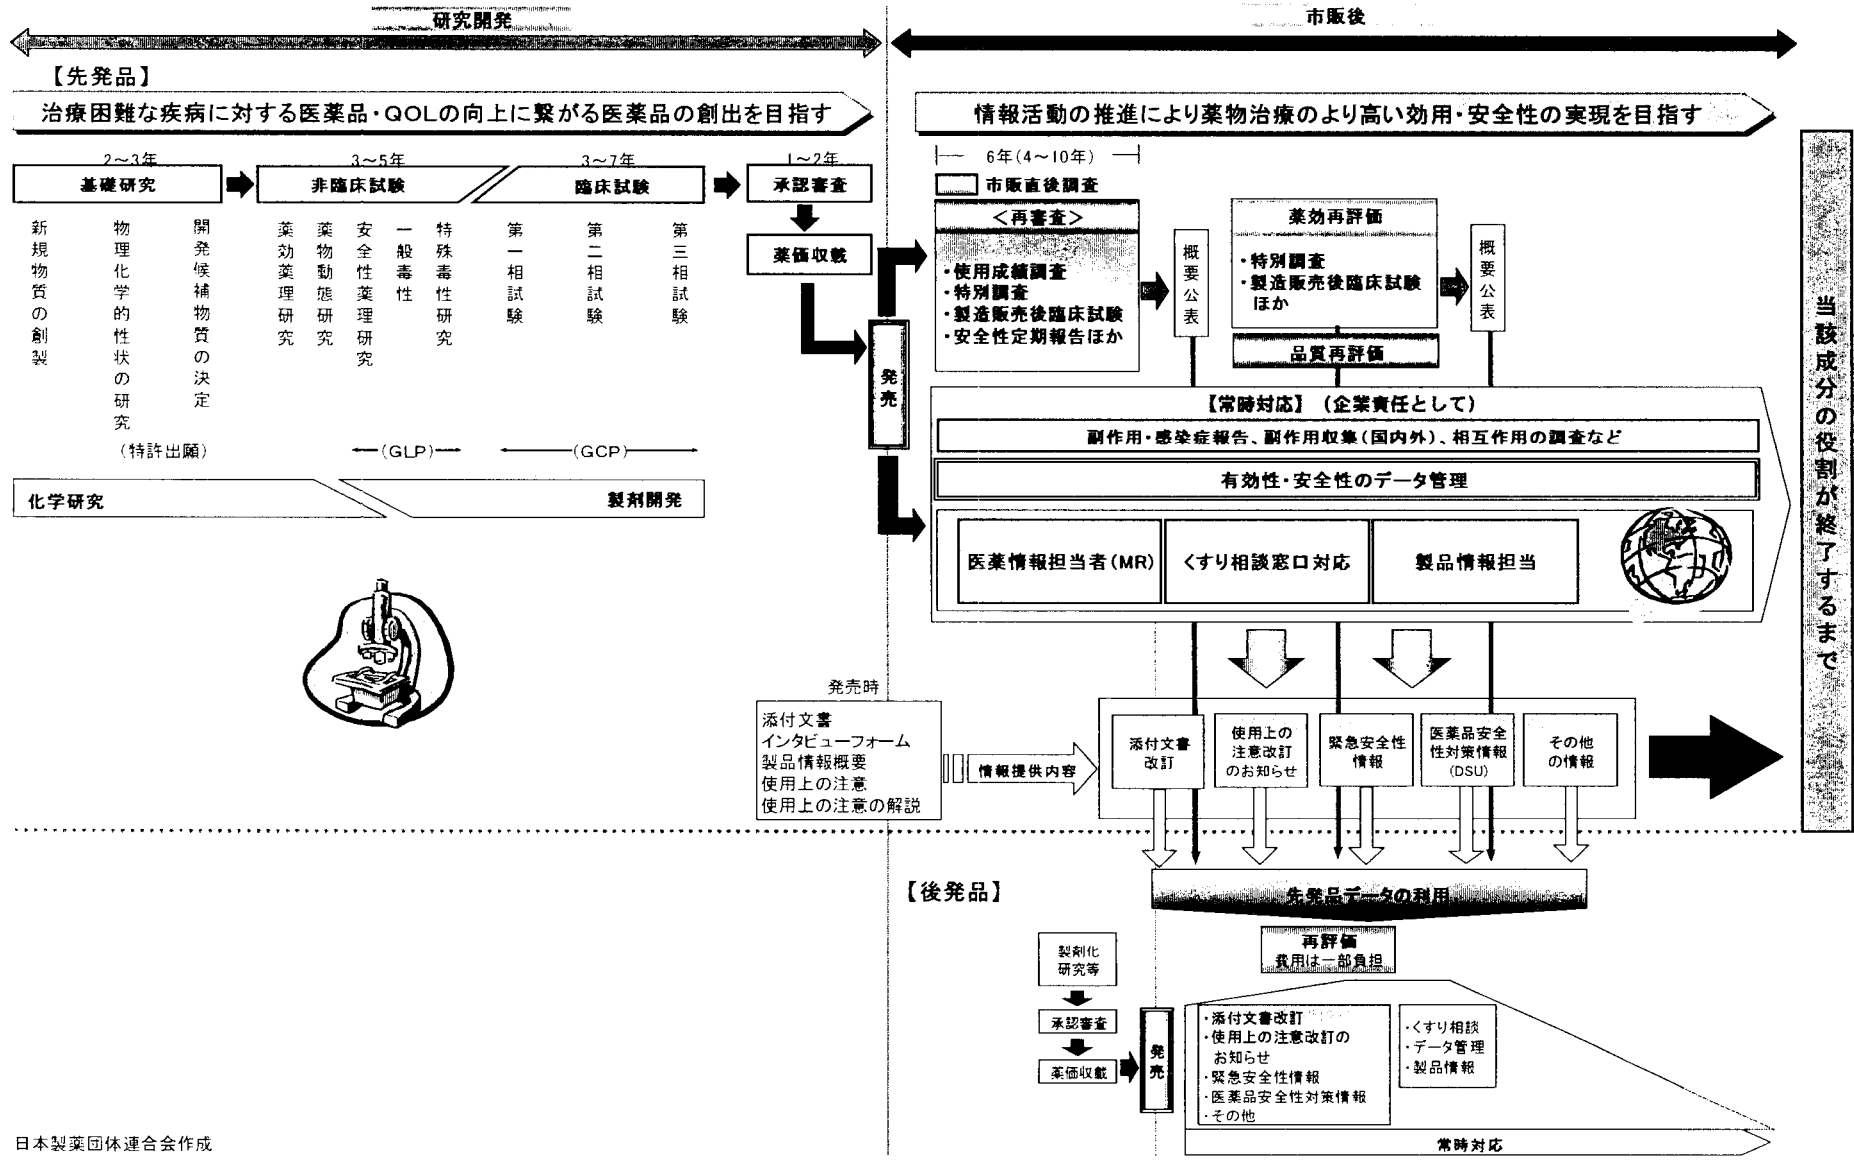 研究開発
市販後
【先発品】
治療困難な疾病に対する医薬品・QOLの向上に繋がる医薬品の創出を目指す
情報活動の推進により薬物治療のより高い効用・安全性の実現を目指す
2～3年
3～5年
3～7年
1～2年
基礎研究
非臨床試験
臨床試験
承認審査
薬価収載
新規物質の創製
物理化学的性状の研究
開発候補物質の決定
薬効薬理研究
薬物動態研究
安全性薬理研究
一般毒性
特殊毒性研究
第一相試験
第二相試験
第三相試験
(特許出願)
(GLP)
(GCP)
化学研究
製剤開発
発売
6年(4～10年)
市販直後調査
＜再審査＞
・使用成績調査
・特別調査
・製造販売後臨床試験
・安全性定期報告ほか
概要公表
薬効再評価
・特別調査
・製造販売後臨床試験
ほか
品質再評価
概要公表
【常時対応】（企業責任として）
副作用・感染症報告、副作用収集(国内外)、相互作用の調査など
有効性・安全性のデータ管理
医薬情報担当者(MR)
くすり相談窓口対応
製品情報担当
当該成分の役割が終了するまで
発売時
添付文書
インタビューフォーム
製品情報概要
使用上の注意
使用上の注意の解説
情報提供内容
添付文書
改訂
使用上の
注意改訂
のお知らせ
緊急安全性
情報
医薬品安全
性対策情報
(DSU)
その他
の情報
【後発品】
先発品データの利用
再評価
費用は一部負担
製剤化
研究等
承認審査
薬価収載
発売
・添付文書改訂
・使用上の注意改訂の
お知らせ
・緊急安全性情報
・医薬品安全性対策情報
・その他
・くすり相談
・データ管理
・製品情報
常時対応
日本製薬団体連合会作成